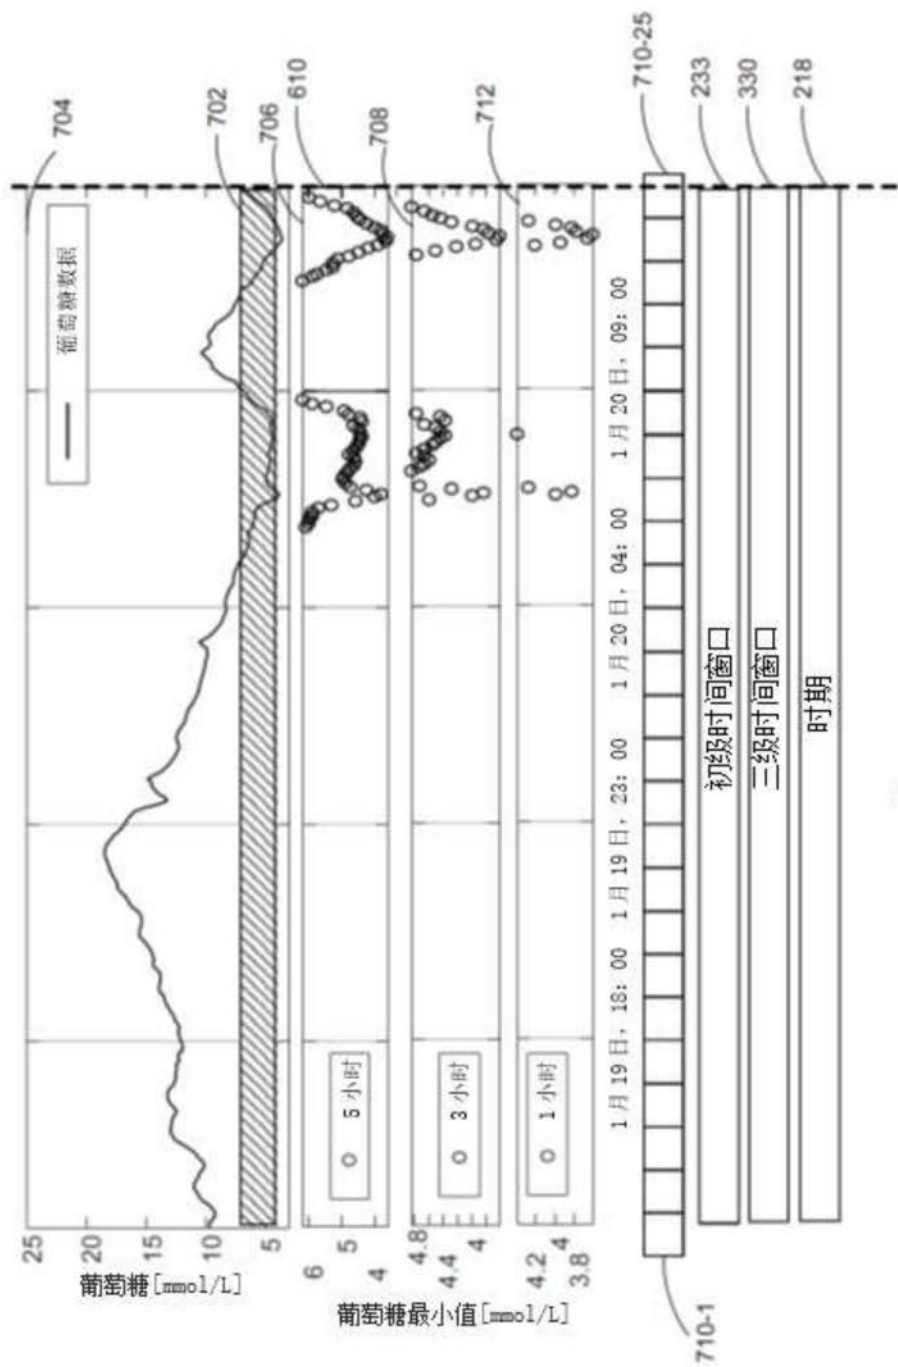 704
702
706
610
708
712
710-25
233
330
218
葡萄糖数据
25
20
15
10
5
葡萄糖[mmol/L]
5 小时
6
5
4
3 小时
4.8
4.4
4
1 小时
4.2
4
3.8
葡萄糖最小值[mmol/L]
1月19日, 18: 00
1月19日, 23: 00
1月20日, 04: 00
1月20日, 09: 00
710-1
初级时间窗口
三级时间窗口
时期